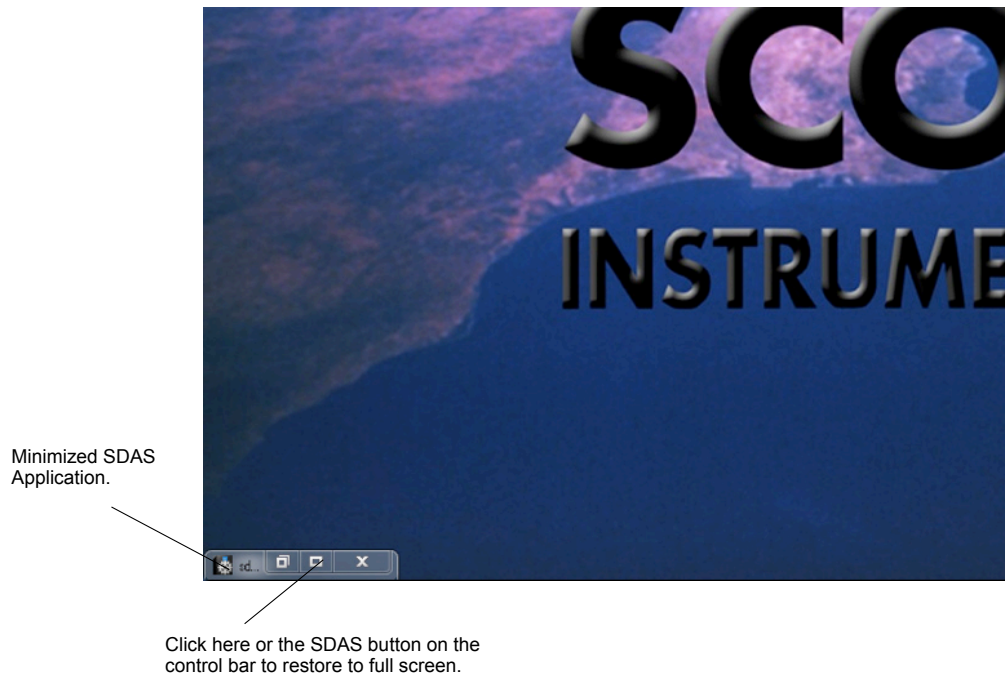 SCO
INSTRUME
Minimized SDAS
Application.
sd...
Click here or the SDAS button on the
control bar to restore to full screen.